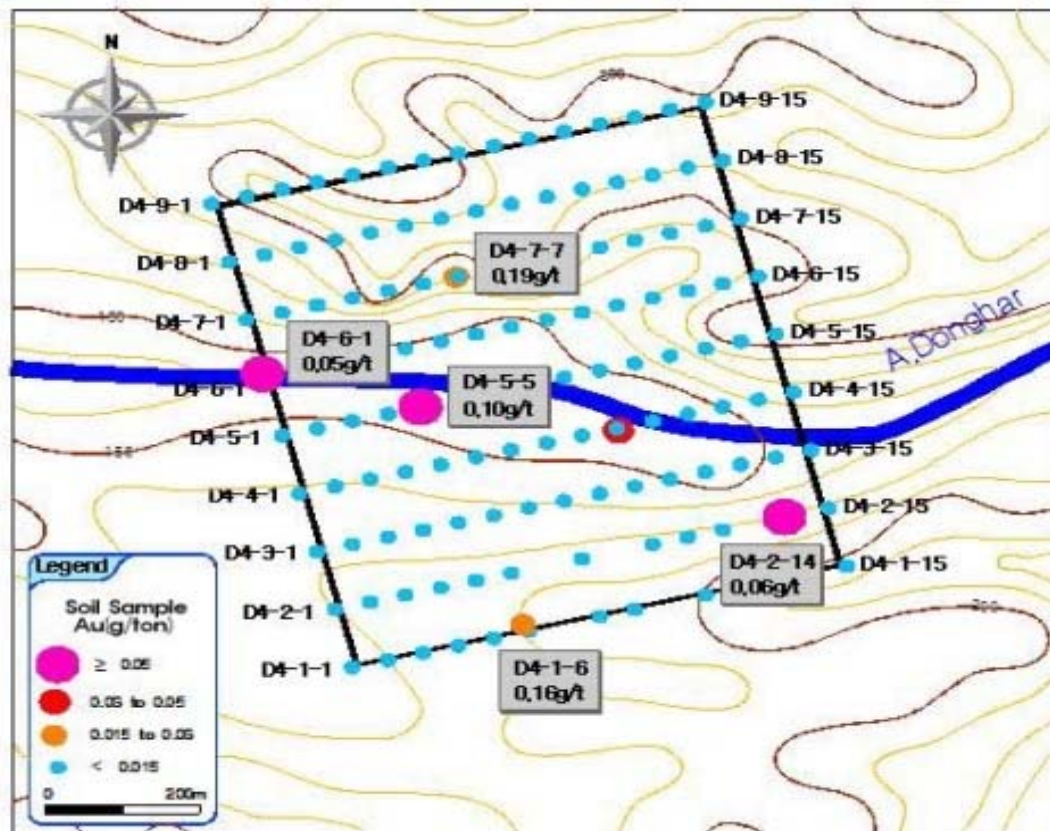 N
200
D4-9-15
D4-8-15
D4-9-1
D4-7-15
D4-7-7
0,19g/t
D4-8-1
D4-6-15
A.Donghar
D4-7-1
D4-6-1
0,05g/t
D4-5-15
D4-6-1
D4-5-5
0,10g/t
D4-4-15
D4-5-1
150
D4-3-15
D4-4-1
D4-2-15
D4-3-1
D4-2-14
0,06g/t
D4-1-15
Legend
Soil Sample
Au(g/ton)
D4-2-1
200
D4-1-1
D4-1-6
0,16g/t
≥ 0.05
0.03 to 0.05
0.015 to 0.03
< 0.015
0 200m